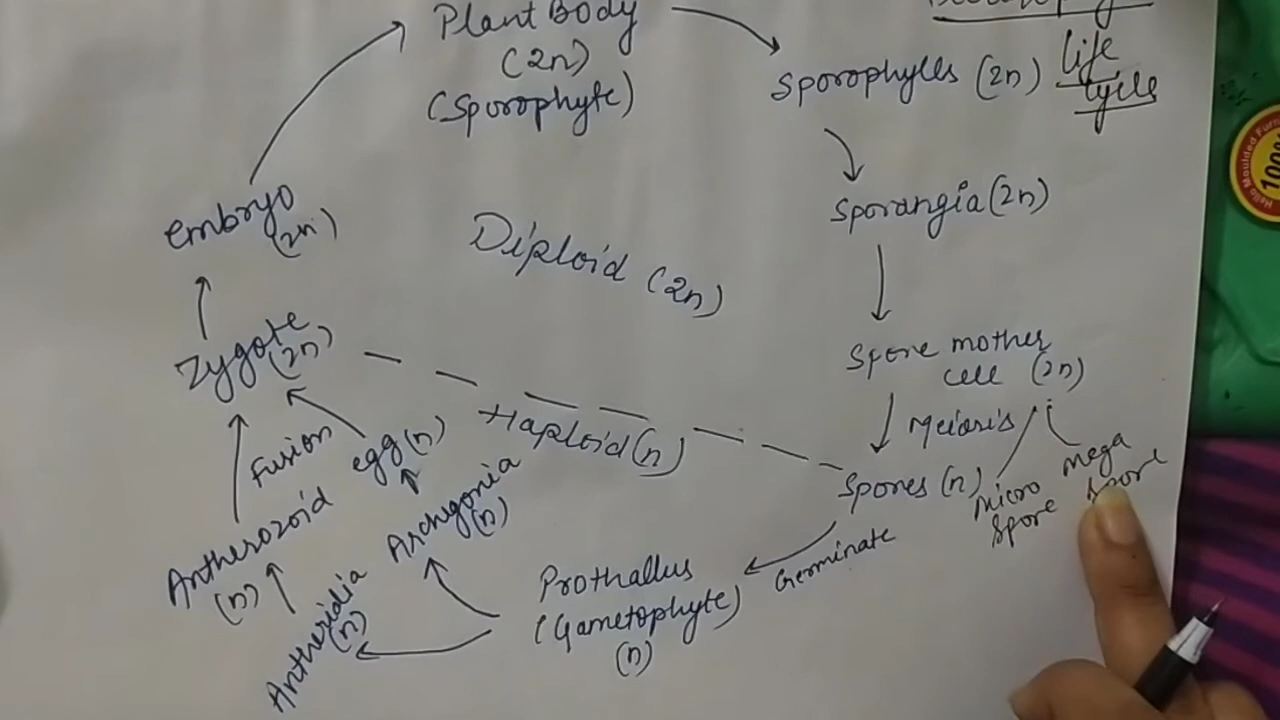 Plant Body
(2n)
(Sporophyte)
Sporophylls (2n)
life
cycle
Sporangia (2n)
embryo
(2n)
Diploid (2n)
Zygote
(2n)
Spore mother
cell (2n)
Meiosis
Haploid (n)
Spores (n)
Micro
Spore
Mega
Spore
Fusion
egg (n)
Archegonia
(n)
Antherozoid
(n)
Antheridia
(n)
Prothallus
(Gametophyte)
(n)
Germinate
100%